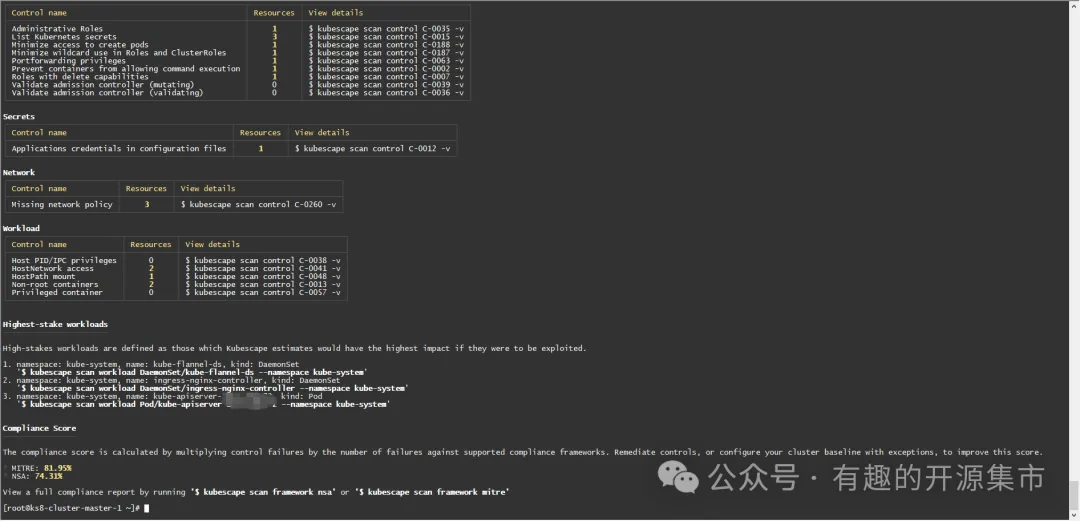 Control name Resources View details
Administrative Roles 1 $ kubescape scan control C-0035 -v
List Kubernetes secrets 3 $ kubescape scan control C-0015 -v
Minimize access to create pods 1 $ kubescape scan control C-0188 -v
Minimize wildcard use in Roles and ClusterRoles 1 $ kubescape scan control C-0187 -v
Portforwarding privileges 1 $ kubescape scan control C-0063 -v
Prevent containers from allowing command execution 1 $ kubescape scan control C-0002 -v
Roles with delete capabilities 1 $ kubescape scan control C-0007 -v
Validate admission controller (mutating) 0 $ kubescape scan control C-0039 -v
Validate admission controller (validating) 0 $ kubescape scan control C-0036 -v
Secrets
Control name Resources View details
Applications credentials in configuration files 1 $ kubescape scan control C-0012 -v
Network
Control name Resources View details
Missing network policy 3 $ kubescape scan control C-0260 -v
Workload
Control name Resources View details
Host PID/IPC privileges 0 $ kubescape scan control C-0038 -v
HostNetwork access 2 $ kubescape scan control C-0041 -v
HostPath mount 1 $ kubescape scan control C-0048 -v
Non-root containers 2 $ kubescape scan control C-0013 -v
Privileged container 0 $ kubescape scan control C-0057 -v
Highest-stake workloads
High-stakes workloads are defined as those which Kubescape estimates would have the highest impact if they were to be exploited.
1. namespace: kube-system, name: kube-flannel-ds, kind: DaemonSet
'$ kubescape scan workload DaemonSet/kube-flannel-ds --namespace kube-system'
2. namespace: kube-system, name: ingress-nginx-controller, kind: DaemonSet
'$ kubescape scan workload DaemonSet/ingress-nginx-controller --namespace kube-system'
3. namespace: kube-system, name: kube-apiserver- kind: Pod
'$ kubescape scan workload Pod/kube-apiserver --namespace kube-system'
Compliance Score
The compliance score is calculated by multiplying control failures by the number of failures against supported compliance frameworks. Remediate controls, or configure your cluster baseline with exceptions, to improve this score.
MITRE: 81.95%
NSA: 74.31%
View a full compliance report by running '$ kubescape scan framework nsa' or '$ kubescape scan framework mitre'
[root@ks8-cluster-master-1 ~]#
公众号 · 有趣的开源集市